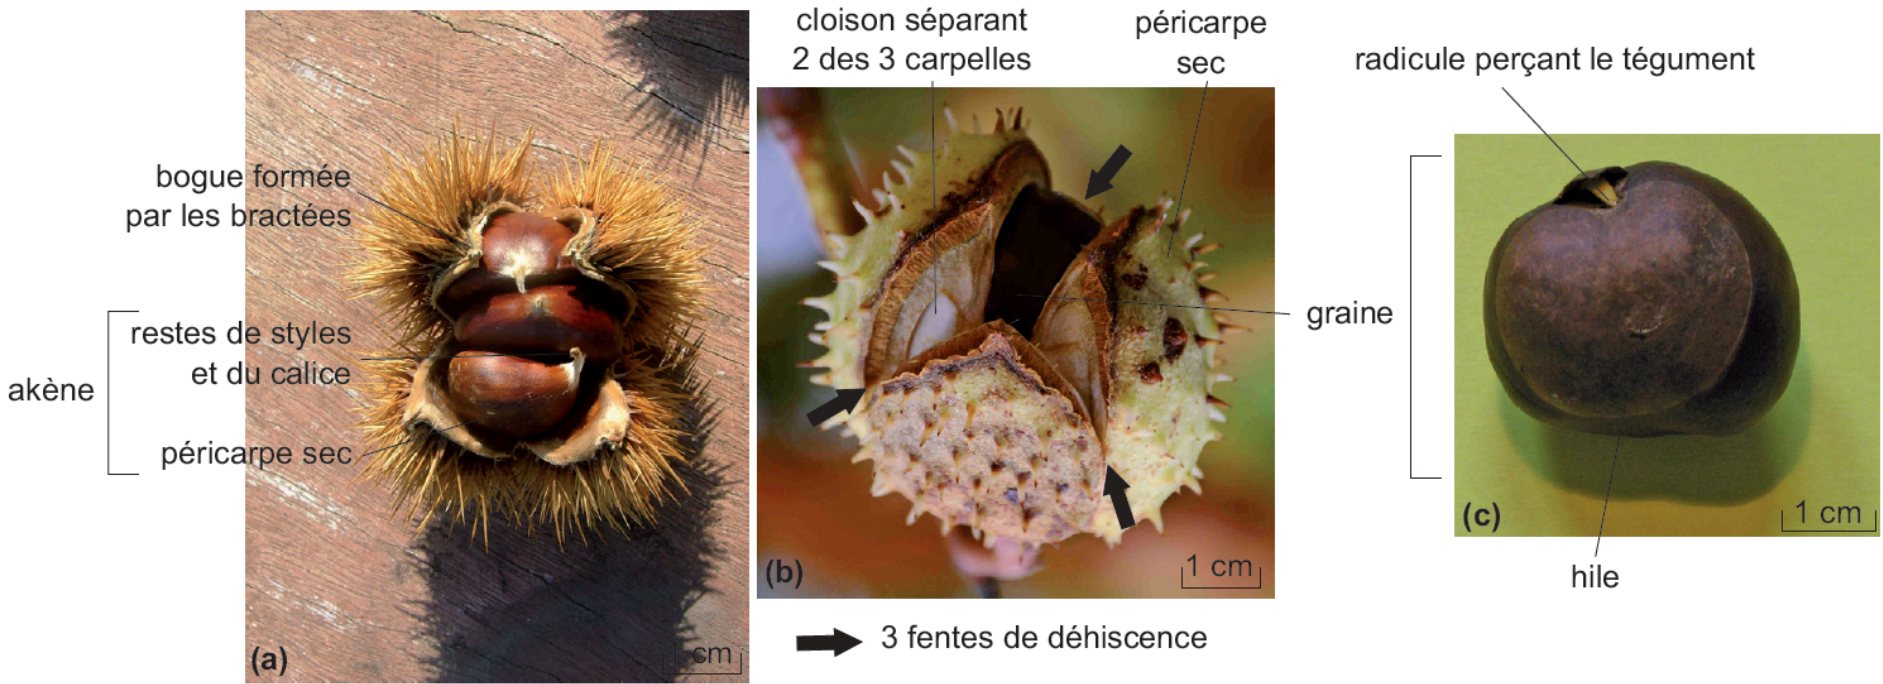 bogue formée
par les bractées
akène
restes de styles
et du calice
péricarpe sec
(a)
1 cm
cloison séparant
2 des 3 carpelles
péricarpe
sec
graine
(b)
1 cm
3 fentes de déhiscence
radicule perçant le tégument
(c)
1 cm
hile